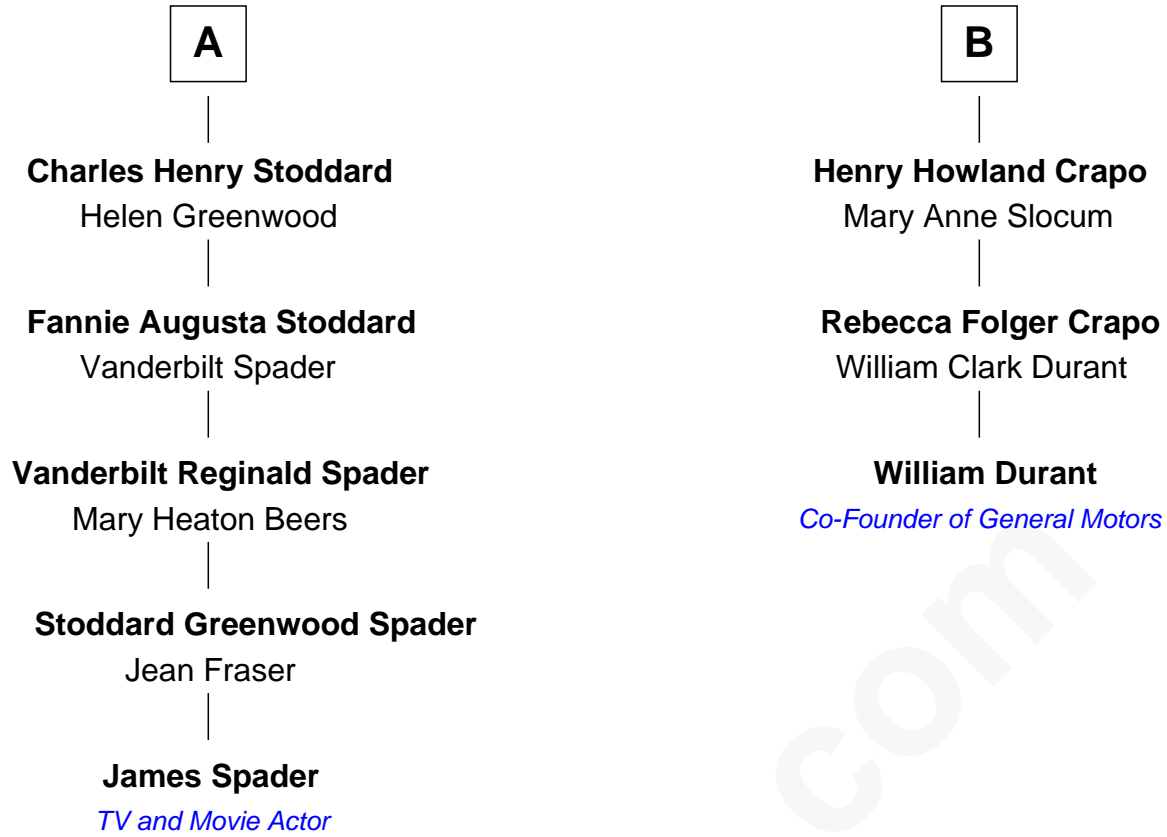 A
Charles Henry Stoddard
Helen Greenwood
Fannie Augusta Stoddard
Vanderbilt Spader
Vanderbilt Reginald Spader
Mary Heaton Beers
Stoddard Greenwood Spader
Jean Fraser
James Spader
TV and Movie Actor
B
Henry Howland Crapo
Mary Anne Slocum
Rebecca Folger Crapo
William Clark Durant
William Durant
Co-Founder of General Motors
com